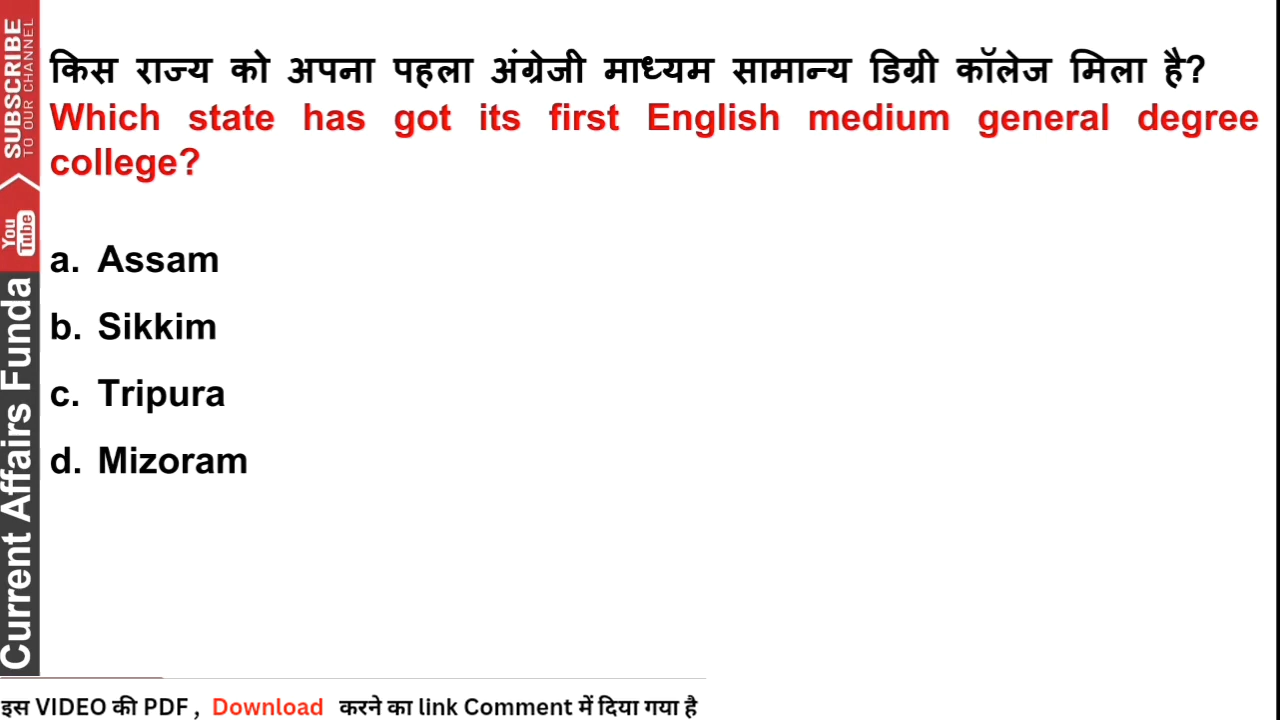 किस राज्य को अपना पहला अंग्रेजी माध्यम सामान्य डिग्री कॉलेज मिला है?
Which state has got its first English medium general degree
college?
a. Assam
b. Sikkim
c. Tripura
d. Mizoram
SUBSCRIBE
TO OUR CHANNEL
You
Tube
Current Affairs Funda
इस VIDEO की PDF , Download करने का link Comment में दिया गया है